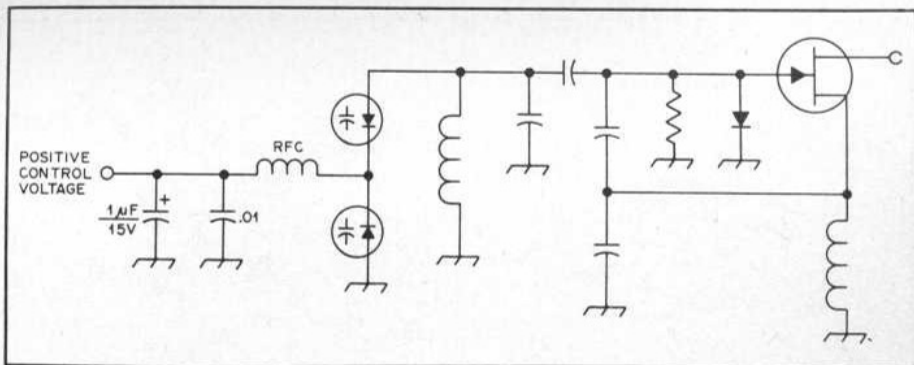 RFC
POSITIVE
CONTROL
VOLTAGE
+
1µF
15V
.01